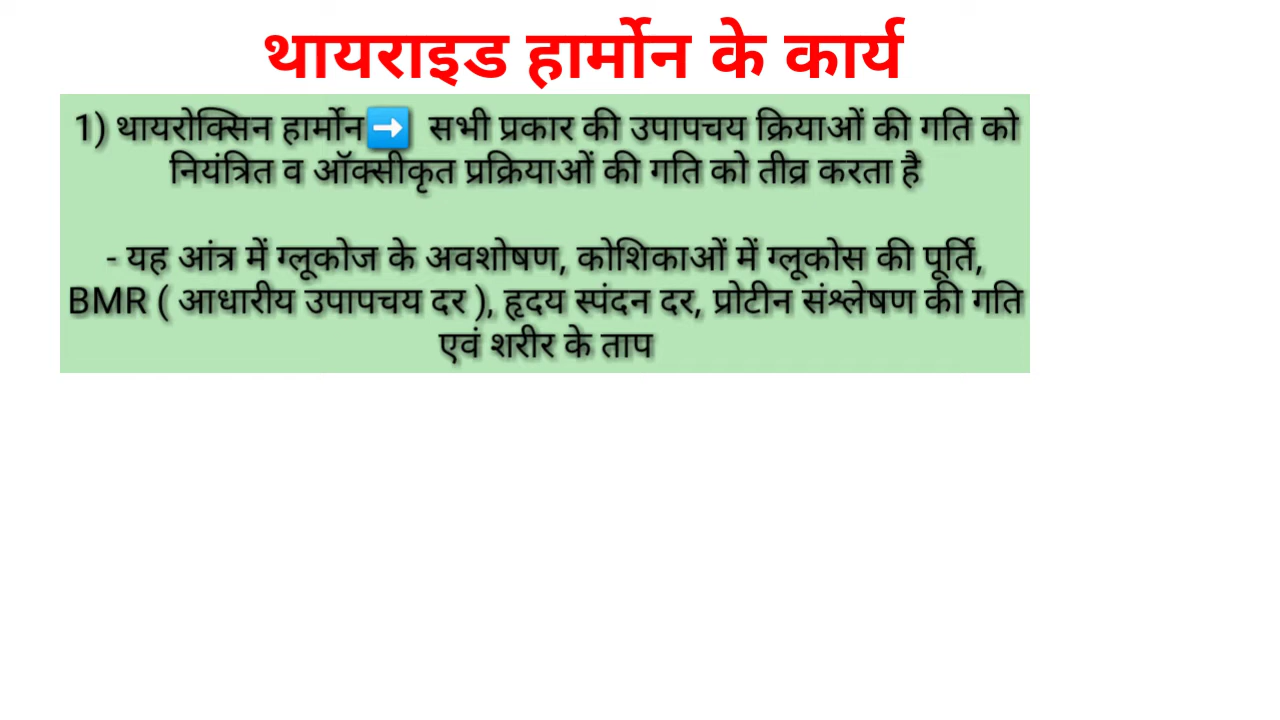 थायराइड हार्मोन के कार्य
1) थायरोक्सिन हार्मोन➡️ सभी प्रकार की उपापचय क्रियाओं की गति को
नियंत्रित व ऑक्सीकृत प्रक्रियाओं की गति को तीव्र करता है
- यह आंत्र में ग्लूकोज के अवशोषण, कोशिकाओं में ग्लूकोस की पूर्ति,
BMR ( आधारीय उपापचय दर ), हृदय स्पंदन दर, प्रोटीन संश्लेषण की गति
एवं शरीर के ताप